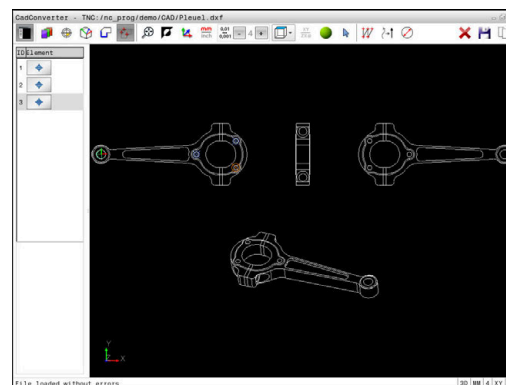 CadConverter - TNC:/nc_prog/demo/CAD/Pleuel.dxf
mm
inch
0,01
0,001
4
ID Element
1
2
3
Y
X
File loaded without errors
3D MM 4 XY